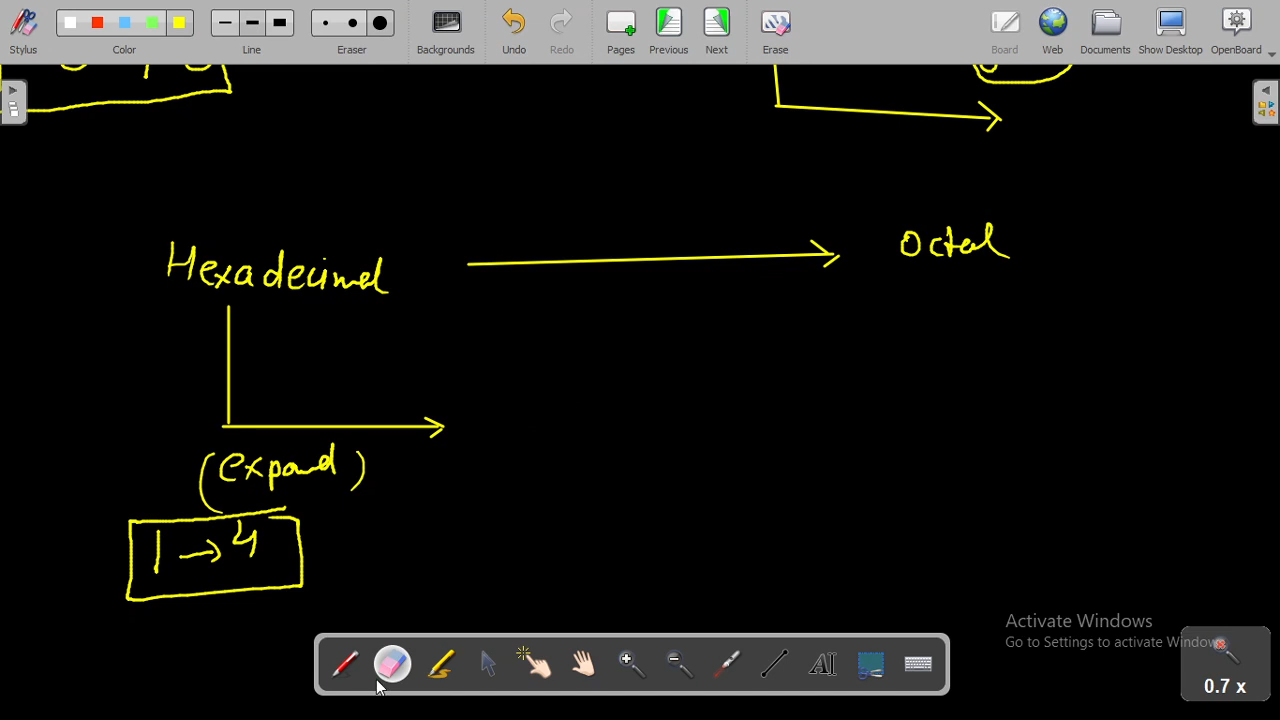 Stylus Color Line Eraser Backgrounds Undo Redo Pages Previous Next Erase Board Web Documents Show Desktop OpenBoard
Hexadecimal Octal
(expand)
1 → 4
Activate Windows
Go to Settings to activate Windows
AI
0.7 x